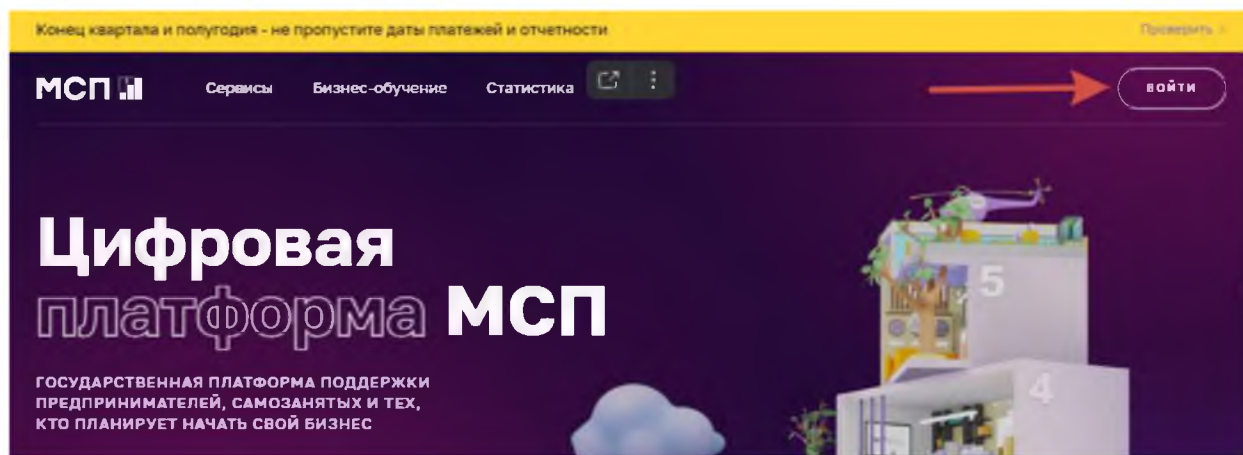 Конец квартала и полугодия - не пропустите даты платежей и отчетности
Проверить
МСП
Сервисы
Бизнес-обучение
Статистика
ВОЙТИ
Цифровая
платформа МСП
ГОСУДАРСТВЕННАЯ ПЛАТФОРМА ПОДДЕРЖКИ
ПРЕДПРИНИМАТЕЛЕЙ, САМОЗАНЯТЫХ И ТЕХ,
КТО ПЛАНИРУЕТ НАЧАТЬ СВОЙ БИЗНЕС
5
4